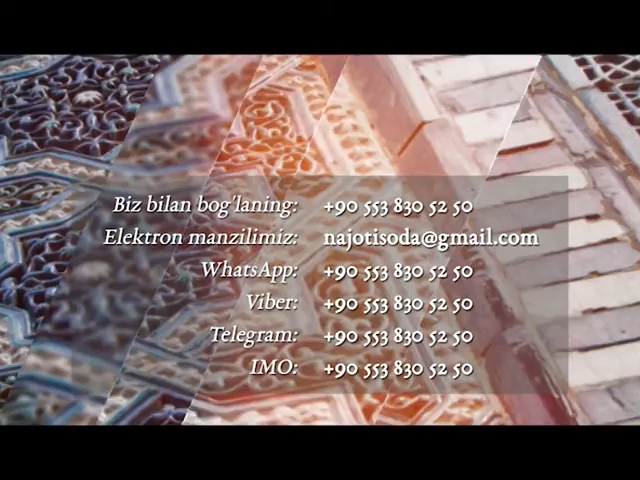 Biz bilan bog'laning: +90 553 830 52 50
Elektron manzilimiz: najotisoda@gmail.com
WhatsApp: +90 553 830 52 50
Viber: +90 553 830 52 50
Telegram: +90 553 830 52 50
IMO: +90 553 830 52 50